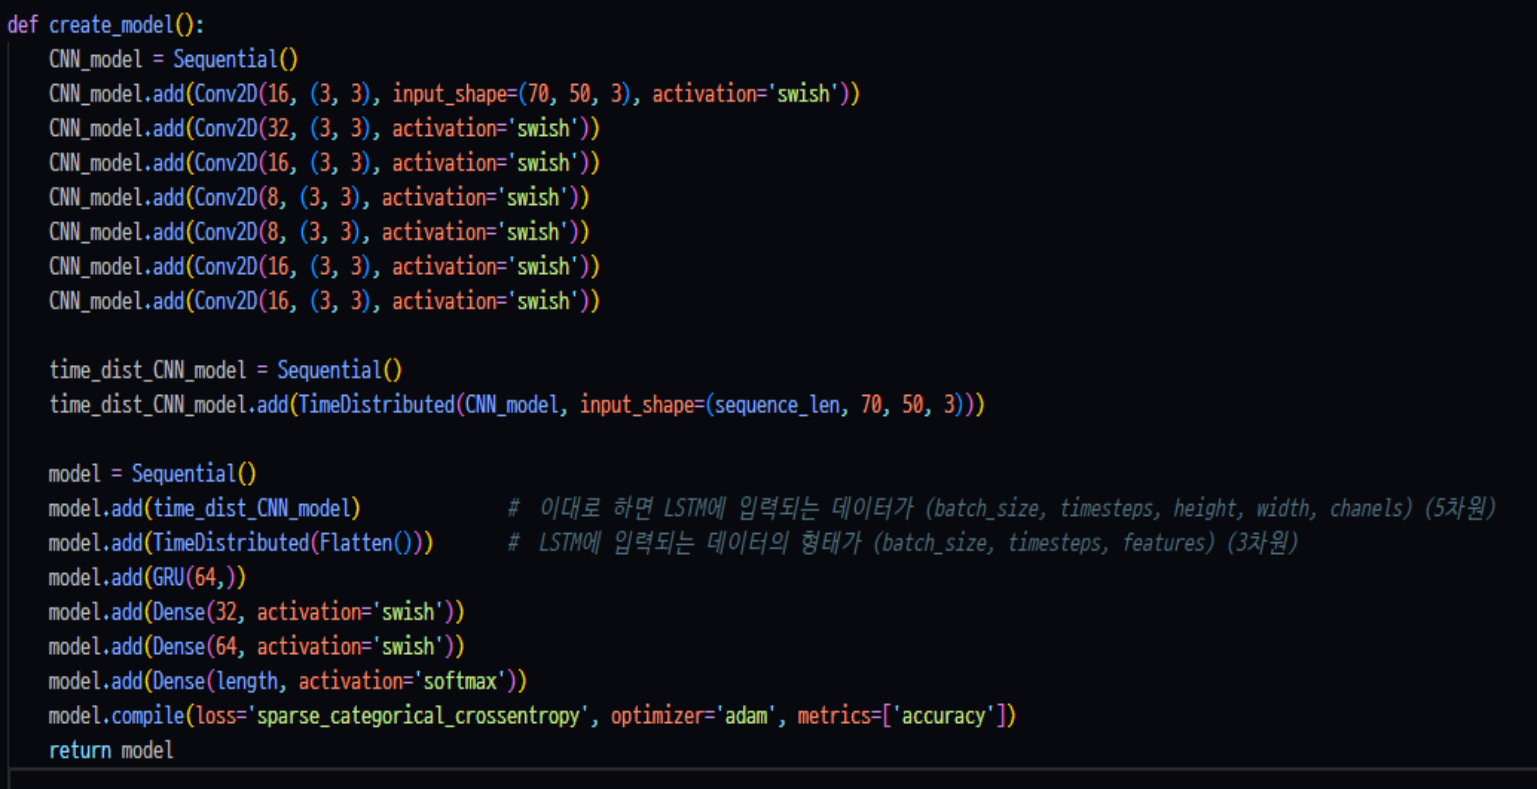 def create_model():
    CNN_model = Sequential()
    CNN_model.add(Conv2D(16, (3, 3), input_shape=(70, 50, 3), activation='swish'))
    CNN_model.add(Conv2D(32, (3, 3), activation='swish'))
    CNN_model.add(Conv2D(16, (3, 3), activation='swish'))
    CNN_model.add(Conv2D(8, (3, 3), activation='swish'))
    CNN_model.add(Conv2D(8, (3, 3), activation='swish'))
    CNN_model.add(Conv2D(16, (3, 3), activation='swish'))
    CNN_model.add(Conv2D(16, (3, 3), activation='swish'))
    time_dist_CNN_model = Sequential()
    time_dist_CNN_model.add(TimeDistributed(CNN_model, input_shape=(sequence_len, 70, 50, 3)))
    model = Sequential()
    model.add(time_dist_CNN_model)              # 이대로 하면 LSTM에 입력되는 데이터가 (batch_size, timesteps, height, width, chanels) (5차원)
    model.add(TimeDistributed(Flatten()))       # LSTM에 입력되는 데이터의 형태가 (batch_size, timesteps, features) (3차원)
    model.add(GRU(64,))
    model.add(Dense(32, activation='swish'))
    model.add(Dense(64, activation='swish'))
    model.add(Dense(length, activation='softmax'))
    model.compile(loss='sparse_categorical_crossentropy', optimizer='adam', metrics=['accuracy'])
    return model